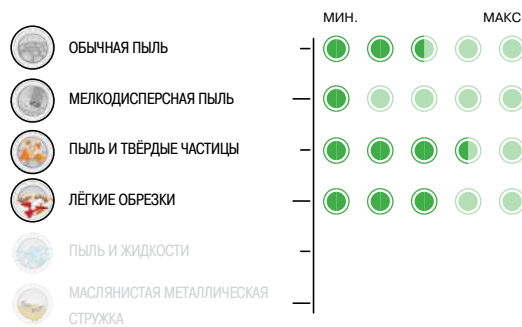 МИН. МАКС
ОБЫЧНАЯ ПЫЛЬ
МЕЛКОДИСПЕРСНАЯ ПЫЛЬ
ПЫЛЬ И ТВЁРДЫЕ ЧАСТИЦЫ
ЛЁГКИЕ ОБРЕЗКИ
ПЫЛЬ И ЖИДКОСТИ
МАСЛЯНИСТАЯ МЕТАЛЛИЧЕСКАЯ
СТРУЖКА